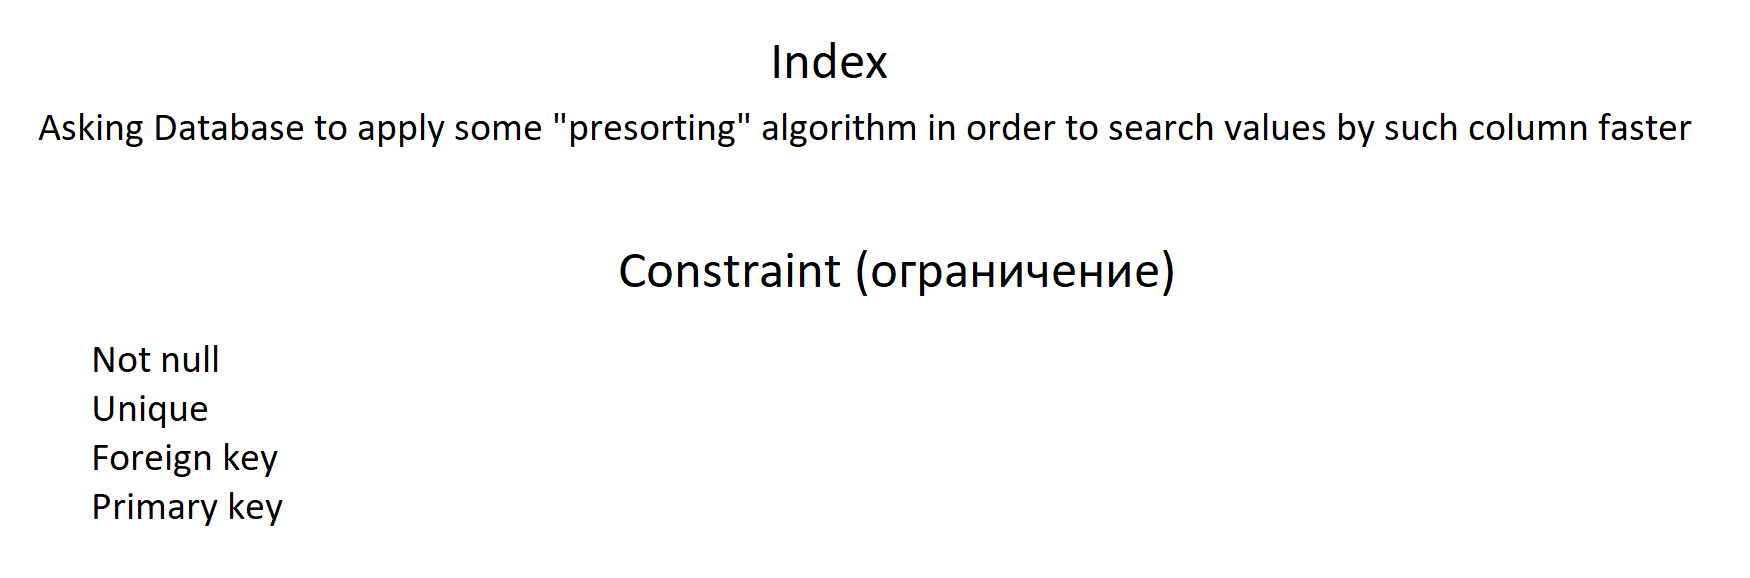 Index
Asking Database to apply some "presorting" algorithm in order to search values by such column faster
Constraint (ограничение)
Not null
Unique
Foreign key
Primary key